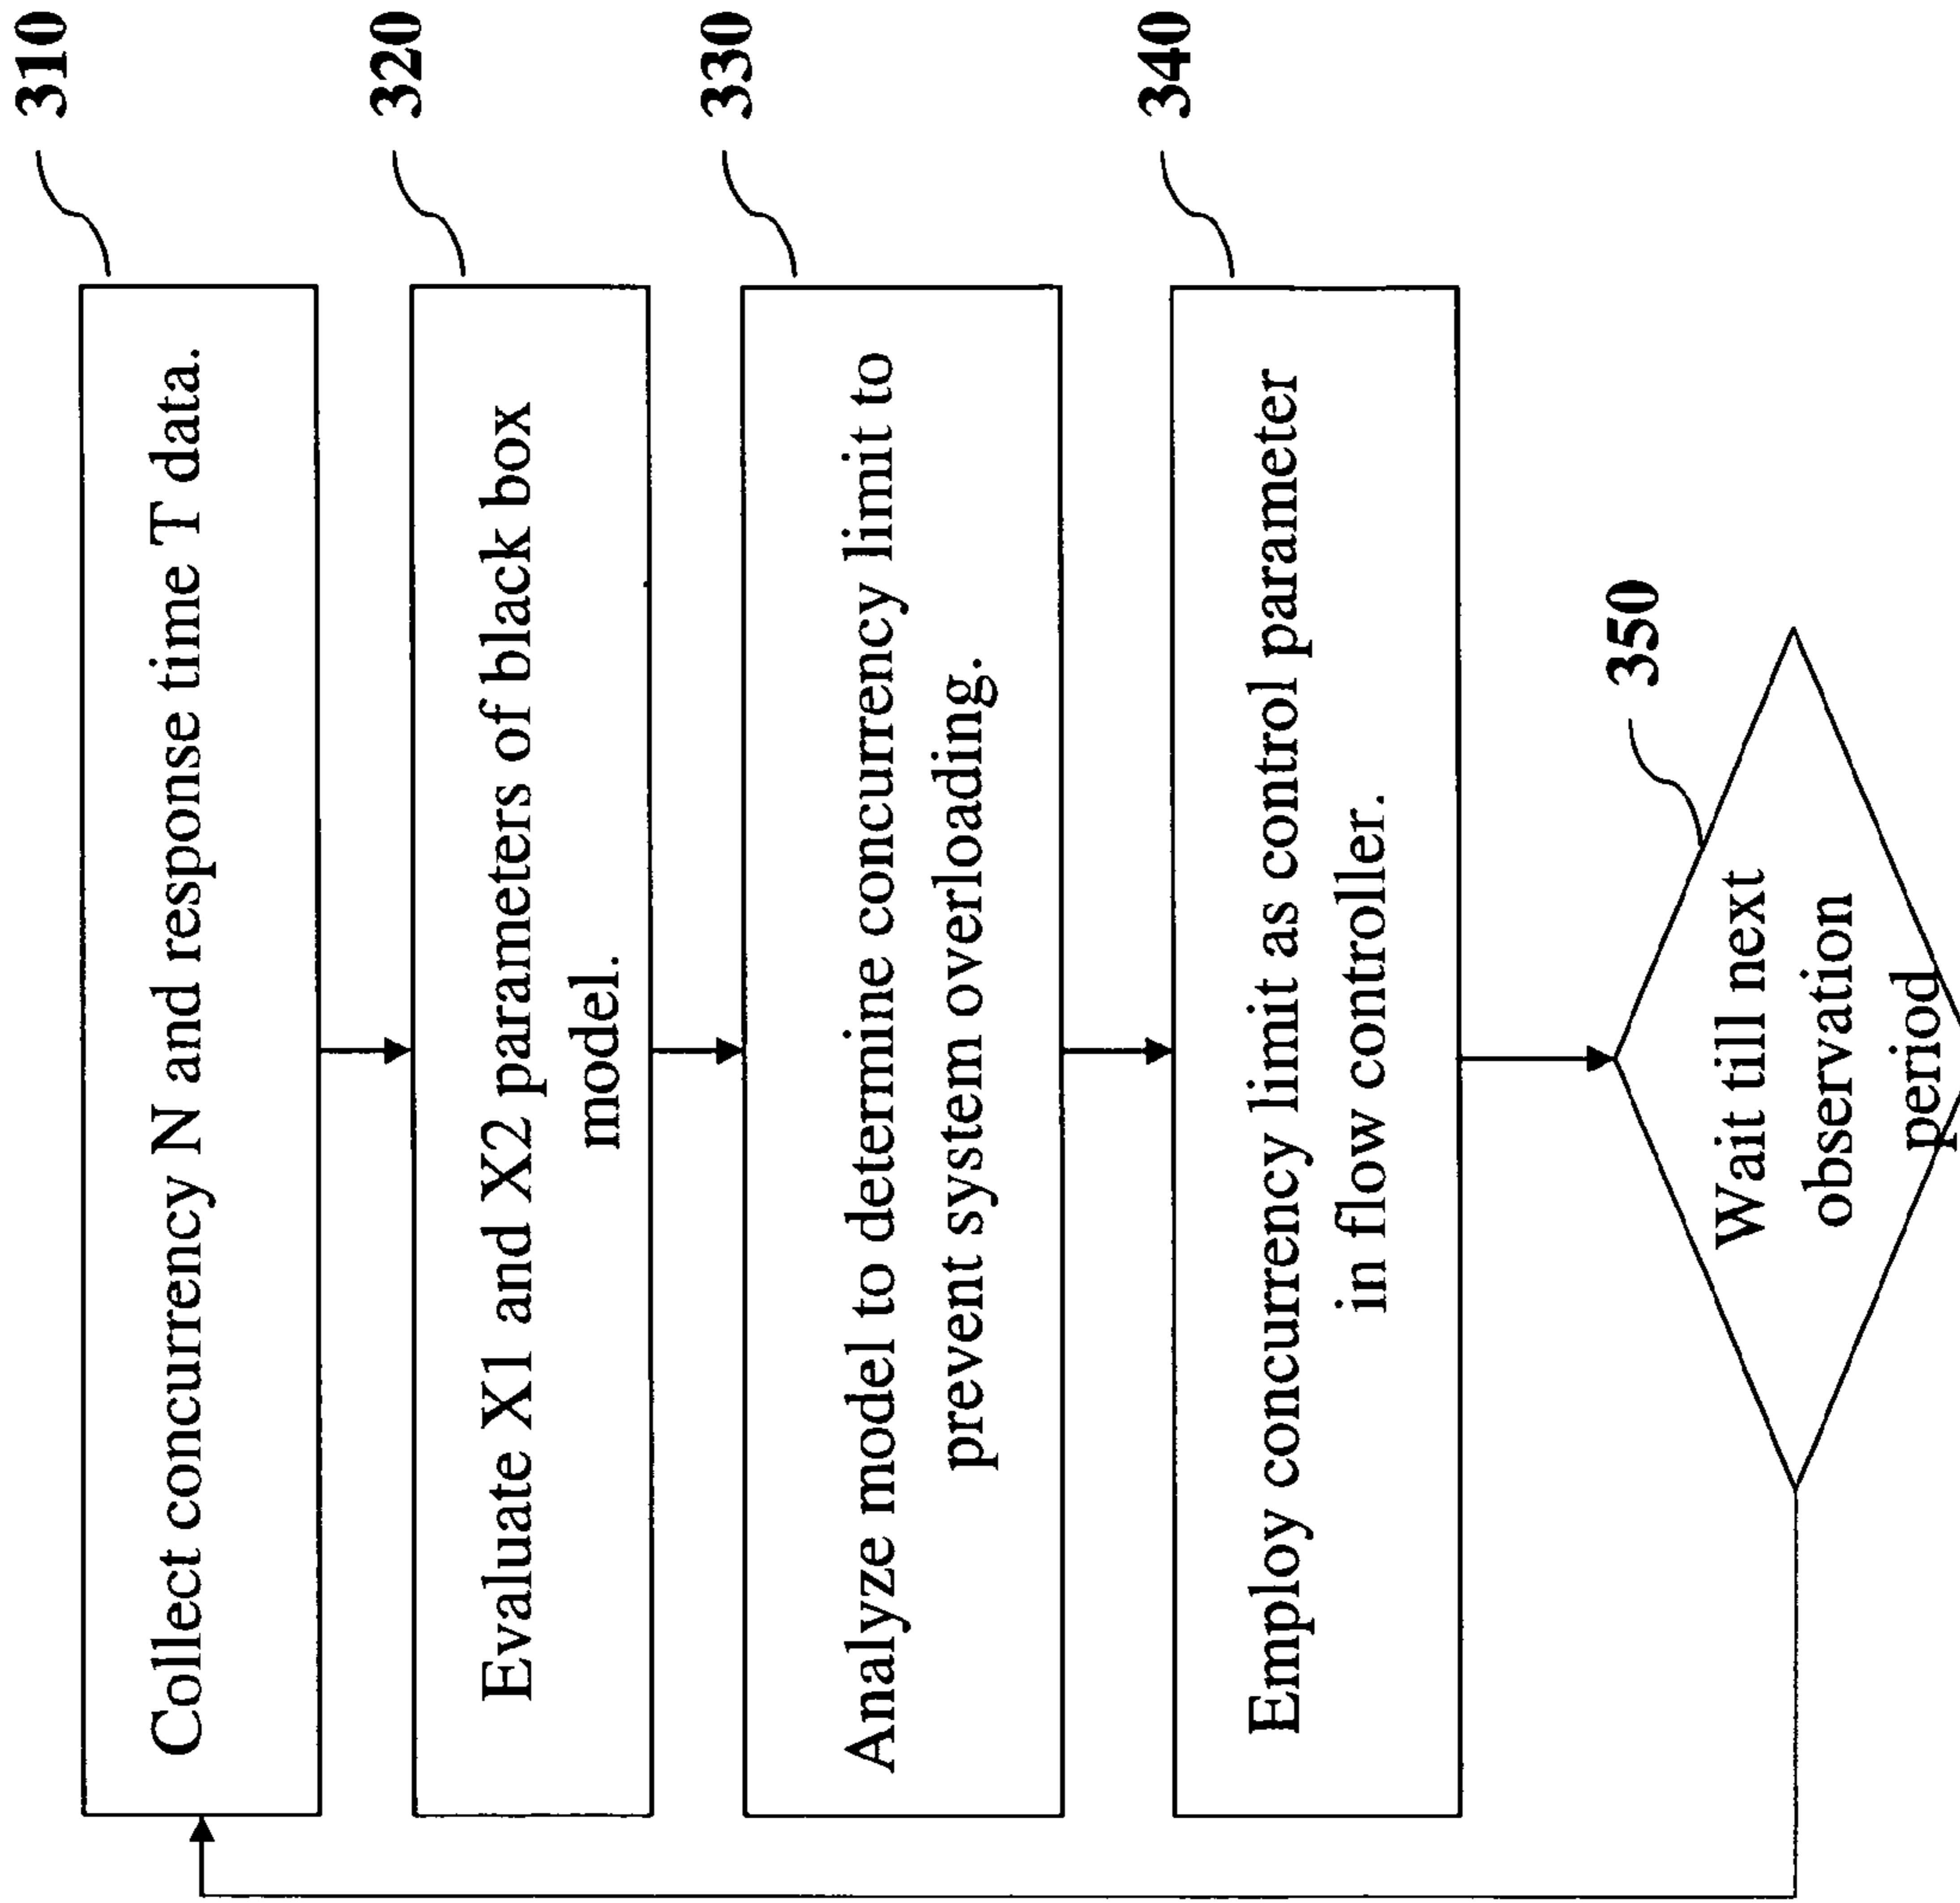 310
Collect concurrency N and response time T data.
320
Evaluate X1 and X2 parameters of black box
model.
330
Analyze model to determine concurrency limit to
prevent system overloading.
340
Employ concurrency limit as control parameter
in flow controller.
350
Wait till next
observation
period